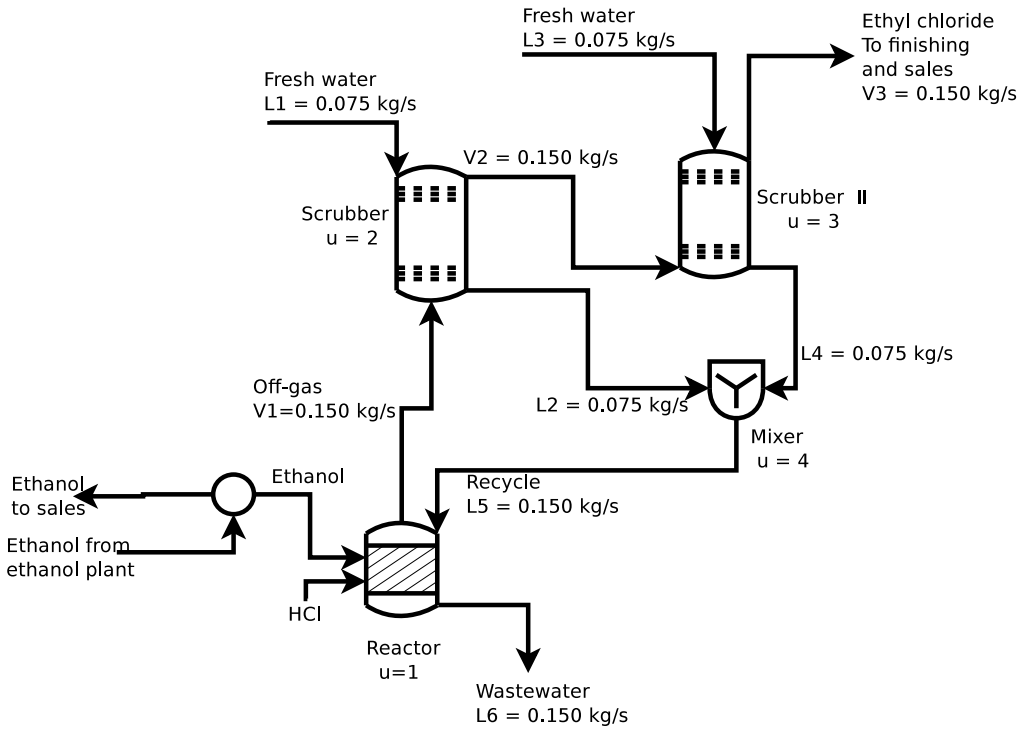 Fresh water
L3 = 0.075 kg/s
Ethyl chloride
To finishing
and sales
V3 = 0.150 kg/s
Fresh water
L1 = 0.075 kg/s
V2 = 0.150 kg/s
Scrubber
u = 2
Scrubber II
u = 3
L4 = 0.075 kg/s
Off-gas
V1=0.150 kg/s
L2 = 0.075 kg/s
Mixer
u = 4
Ethanol
Ethanol
to sales
Recycle
L5 = 0.150 kg/s
Ethanol from
ethanol plant
HCl
Reactor
u=1
Wastewater
L6 = 0.150 kg/s